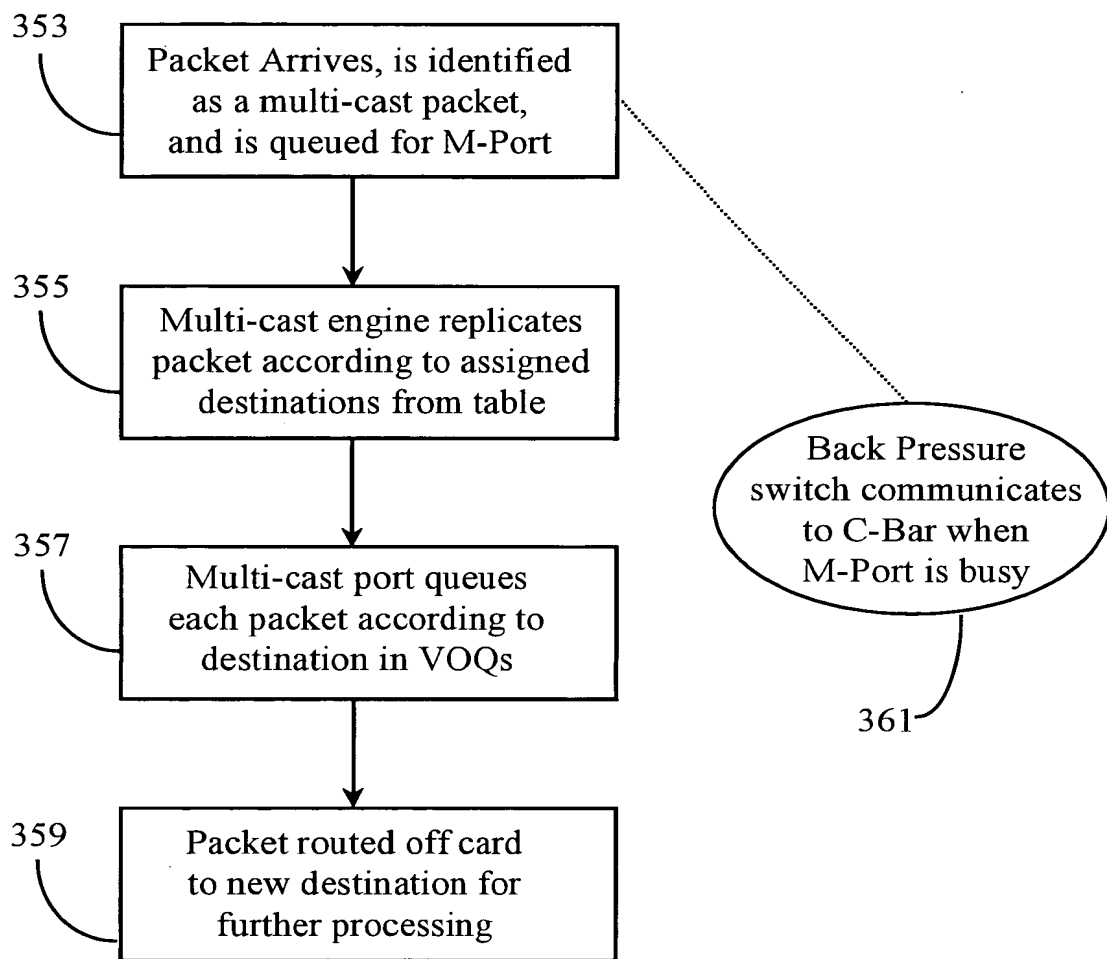 353
Packet Arrives, is identified
as a multi-cast packet,
and is queued for M-Port
355
Multi-cast engine replicates
packet according to assigned
destinations from table
Back Pressure
switch communicates
to C-Bar when
M-Port is busy
361
357
Multi-cast port queues
each packet according to
destination in VOQs
359
Packet routed off card
to new destination for
further processing